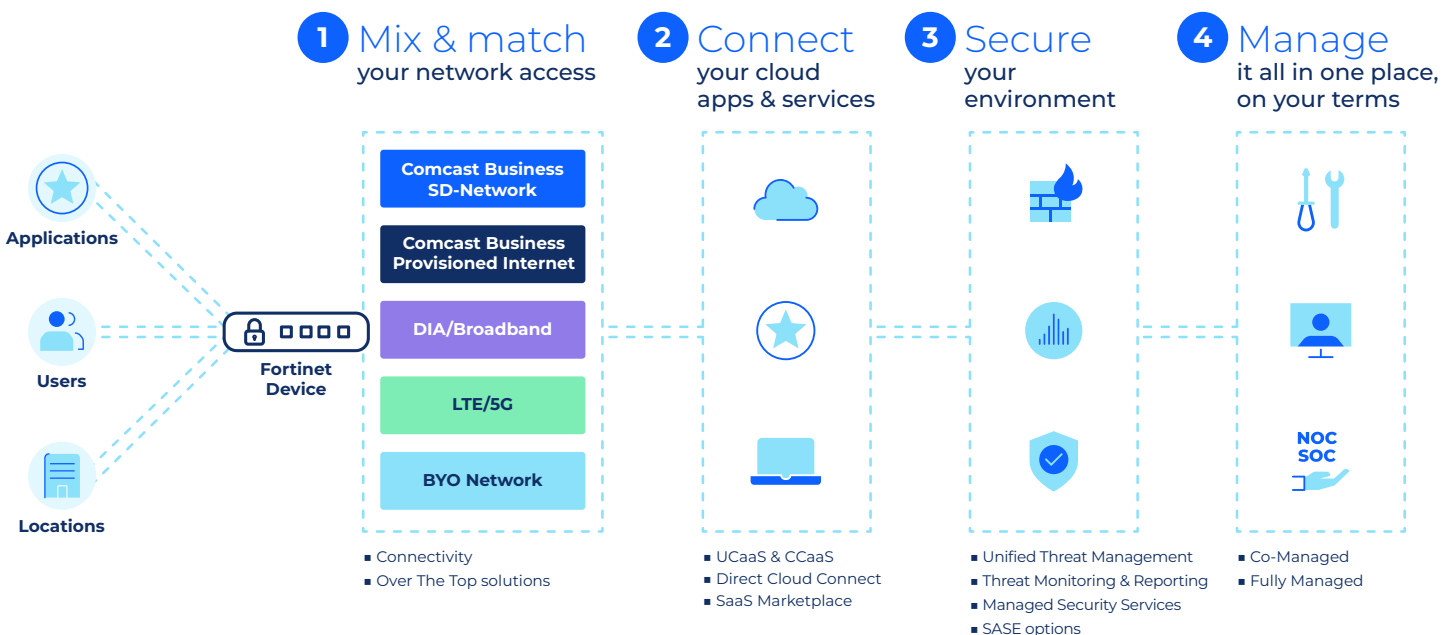 1 Mix & match
your network access
2 Connect
your cloud
apps & services
3 Secure
your
environment
4 Manage
it all in one place,
on your terms
Applications
Users
Locations
Fortinet
Device
Comcast Business
SD-Network
Comcast Business
Provisioned Internet
DIA/Broadband
LTE/5G
BYO Network
NOC
SOC
▪ Connectivity
▪ Over The Top solutions
▪ UCaaS & CCaaS
▪ Direct Cloud Connect
▪ SaaS Marketplace
▪ Unified Threat Management
▪ Threat Monitoring & Reporting
▪ Managed Security Services
▪ SASE options
▪ Co-Managed
▪ Fully Managed